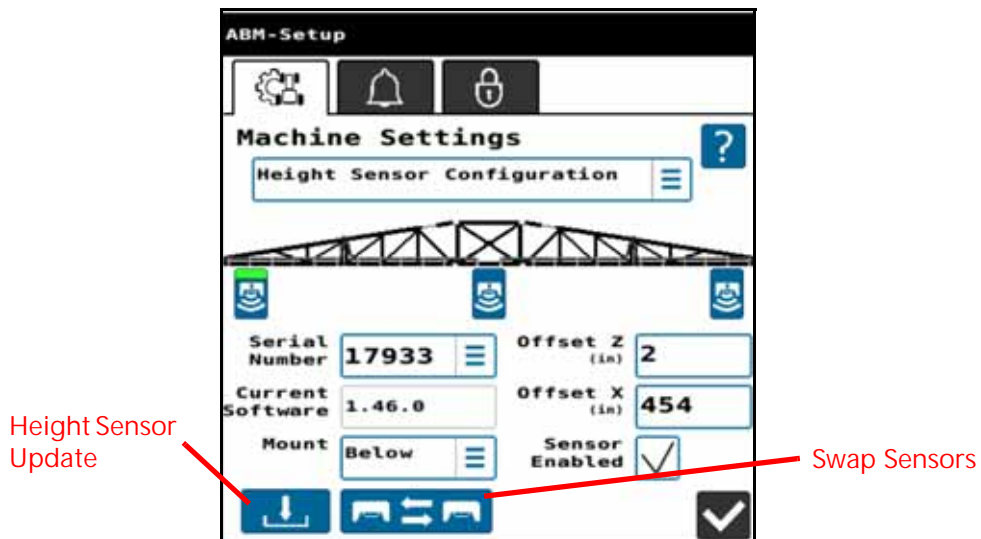 ABM-Setup
Machine Settings
?
Height Sensor Configuration
Serial Number 17933
Offset Z (in) 2
Current Software 1.46.0
Offset X (in) 454
Mount Below
Sensor Enabled
Height Sensor
Update
Swap Sensors